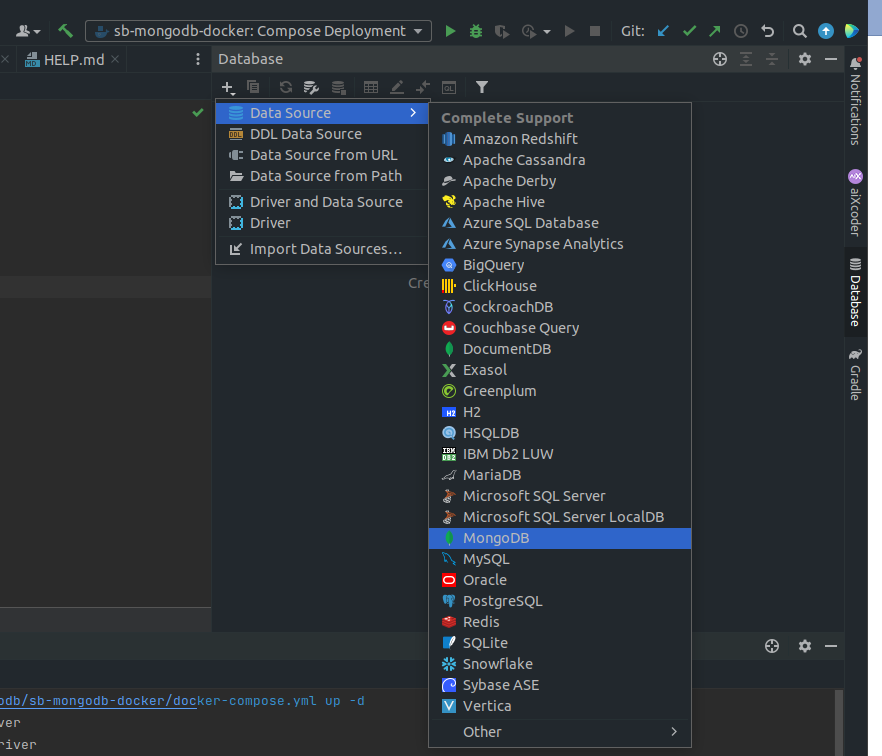 sb-mongodb-docker: Compose Deployment
Git:
HELP.md
Database
Data Source
DDL Data Source
Data Source from URL
Data Source from Path
Driver and Data Source
Driver
Import Data Sources...
Cre
Complete Support
Amazon Redshift
Apache Cassandra
Apache Derby
Apache Hive
Azure SQL Database
Azure Synapse Analytics
BigQuery
ClickHouse
CockroachDB
Couchbase Query
DocumentDB
Exasol
Greenplum
H2
HSQLDB
IBM Db2 LUW
MariaDB
Microsoft SQL Server
Microsoft SQL Server LocalDB
MongoDB
MySQL
Oracle
PostgreSQL
Redis
SQLite
Snowflake
Sybase ASE
Vertica
Other
Notifications
aiXcoder
Database
Gradle
odb/sb-mongodb-docker/docker-compose.yml up -d
ver
river